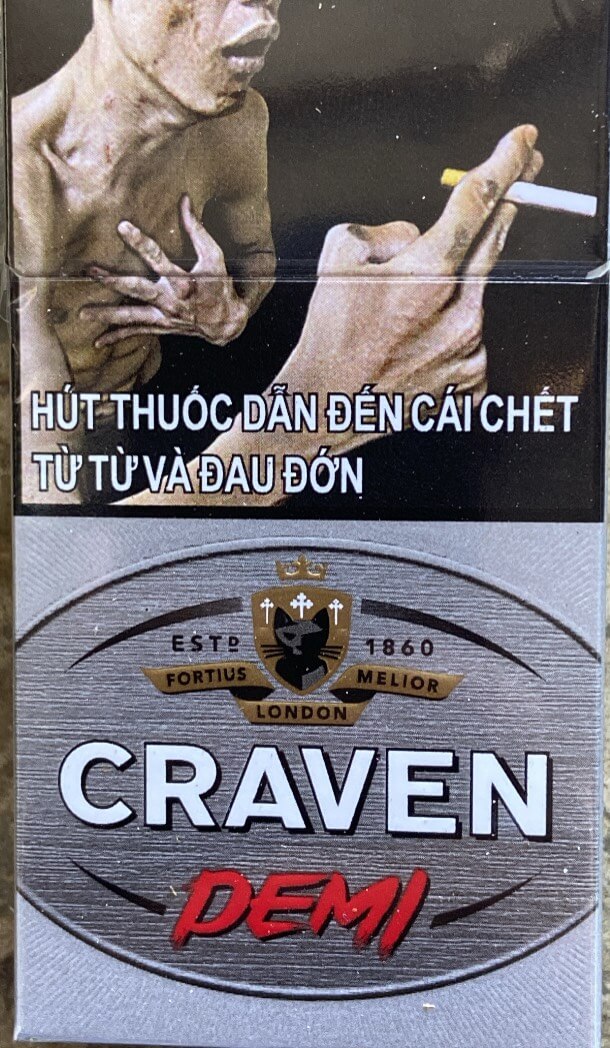 HÚT THUỐC DẪN ĐẾN CÁI CHẾT
TỪ TỪ VÀ ĐAU ĐỚN
ESTD 1860
FORTIUS MELIOR
LONDON
CRAVEN
DEMI